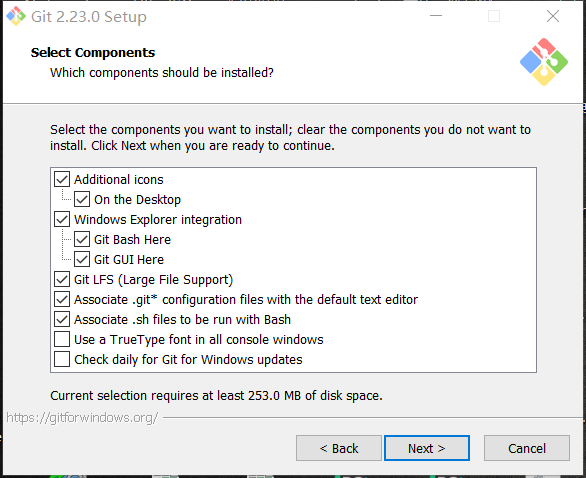 Git 2.23.0 Setup
Select Components
Which components should be installed?
Select the components you want to install; clear the components you do not want to
install. Click Next when you are ready to continue.
Additional icons
On the Desktop
Windows Explorer integration
Git Bash Here
Git GUI Here
Git LFS (Large File Support)
Associate .git* configuration files with the default text editor
Associate .sh files to be run with Bash
Use a TrueType font in all console windows
Check daily for Git for Windows updates
Current selection requires at least 253.0 MB of disk space.
https://gitforwindows.org/
< Back
Next >
Cancel